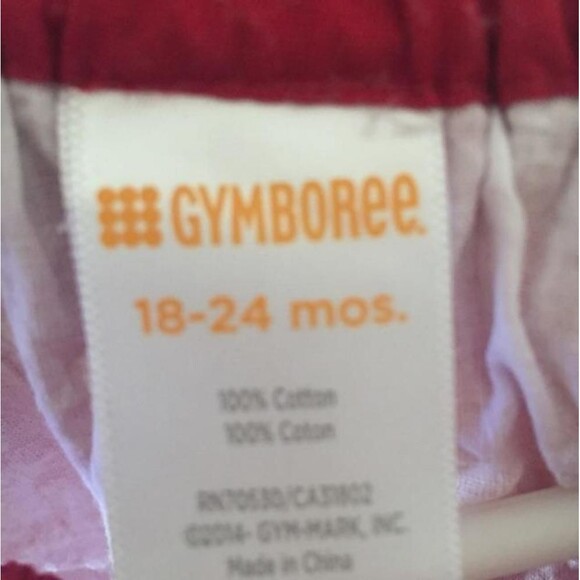 GYMBOREE
18-24 mos.
100% Cotton
100% Coton
RN70530/CA31802
©2014- GYM-MARK, INC.
Made in China